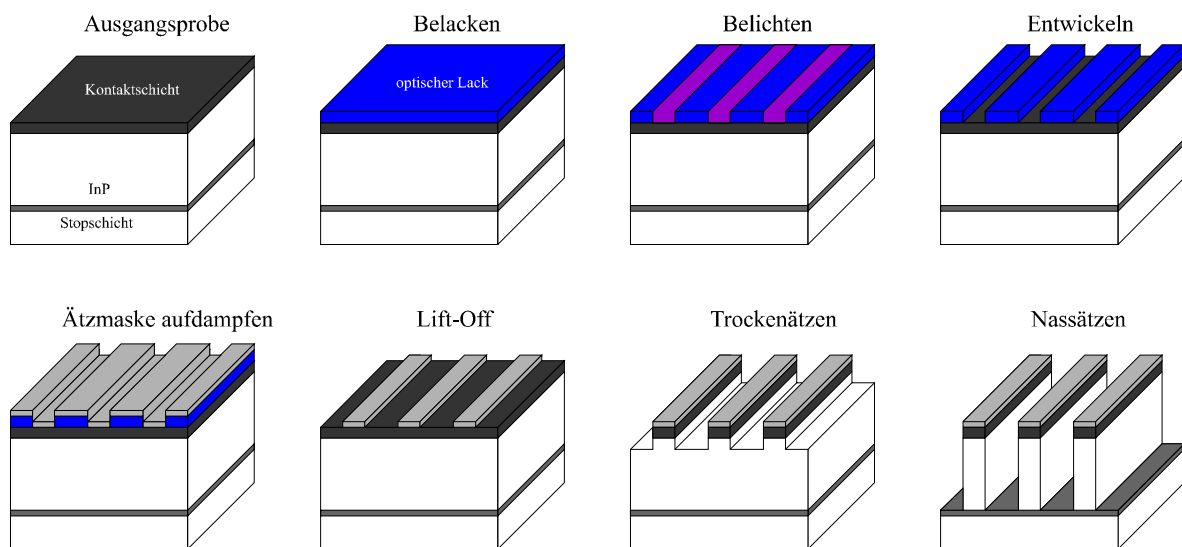 Ausgangsprobe
Kontaktschicht
InP
Stopschicht
Belacken
optischer Lack
Belichten
Entwickeln
Ätzmaske aufdampfen
Lift-Off
Trockenätzen
Nassätzen